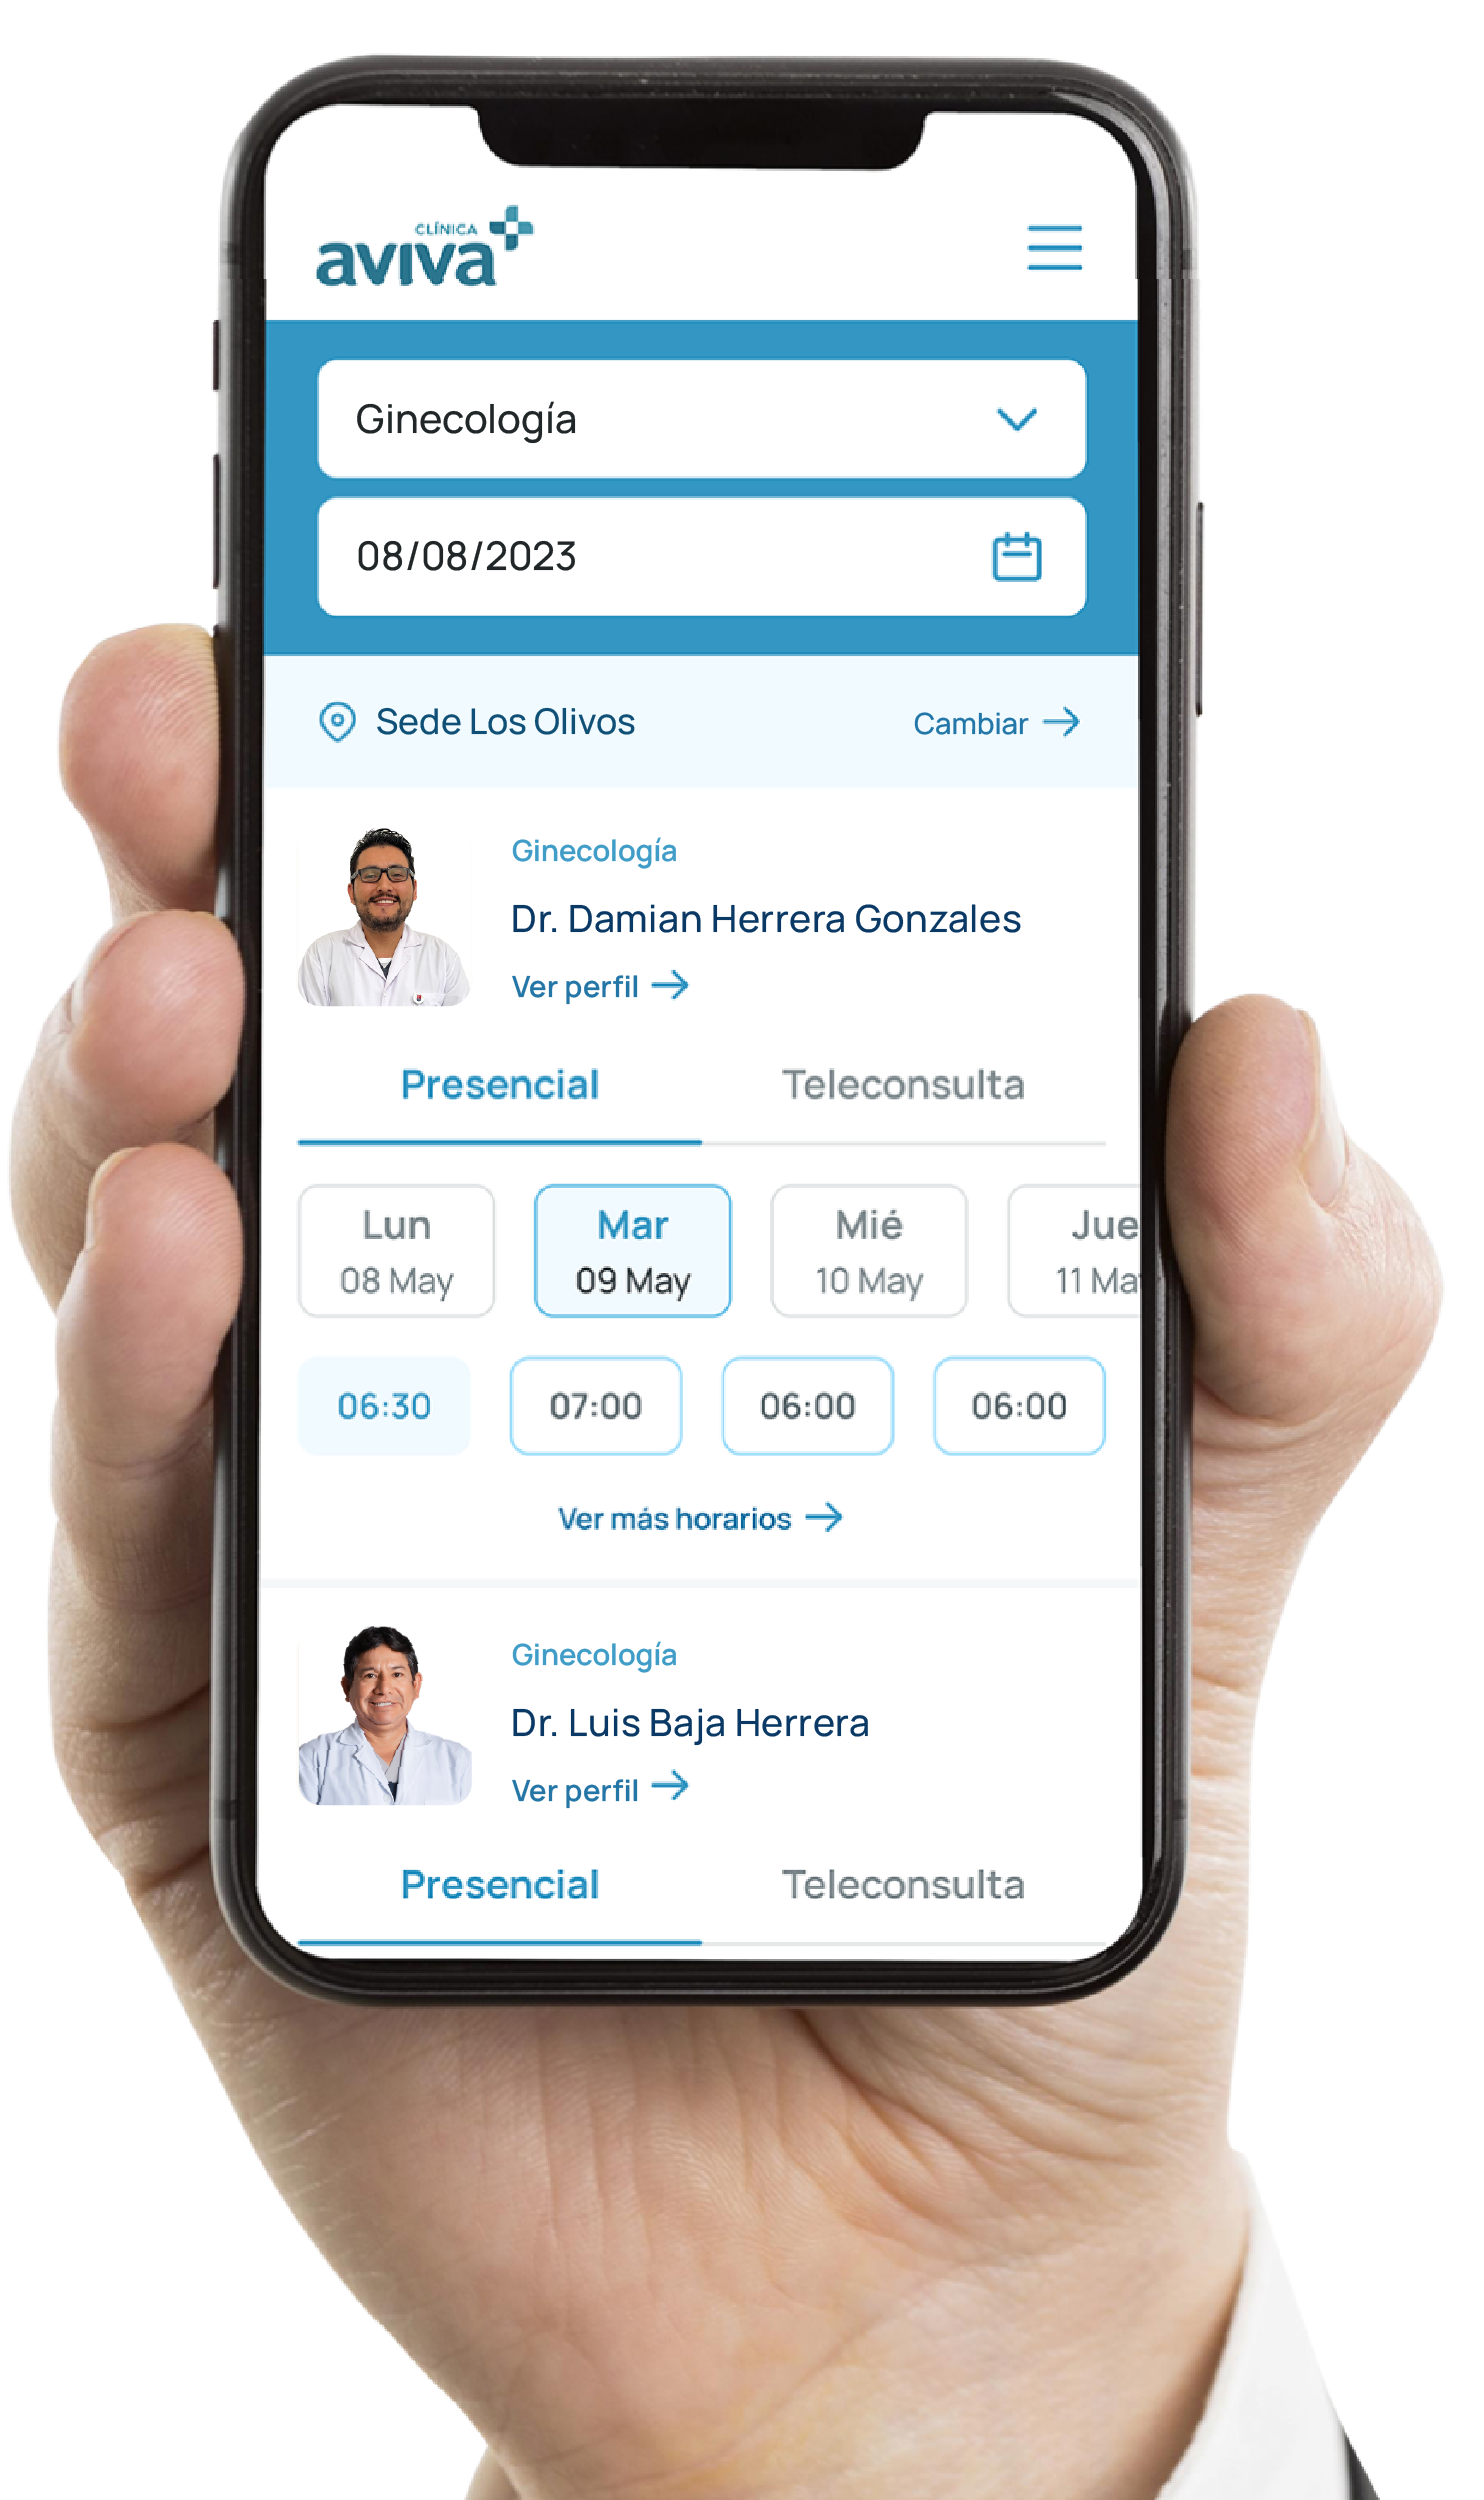 CLÍNICA
aviva
Ginecología
08/08/2023
Sede Los Olivos Cambiar
Ginecología
Dr. Damian Herrera Gonzales
Ver perfil
Presencial Teleconsulta
Lun Mar Mié Jue
08 May 09 May 10 May 11 Ma
06:30 07:00 06:00 06:00
Ver más horarios
Ginecología
Dr. Luis Baja Herrera
Ver perfil
Presencial Teleconsulta